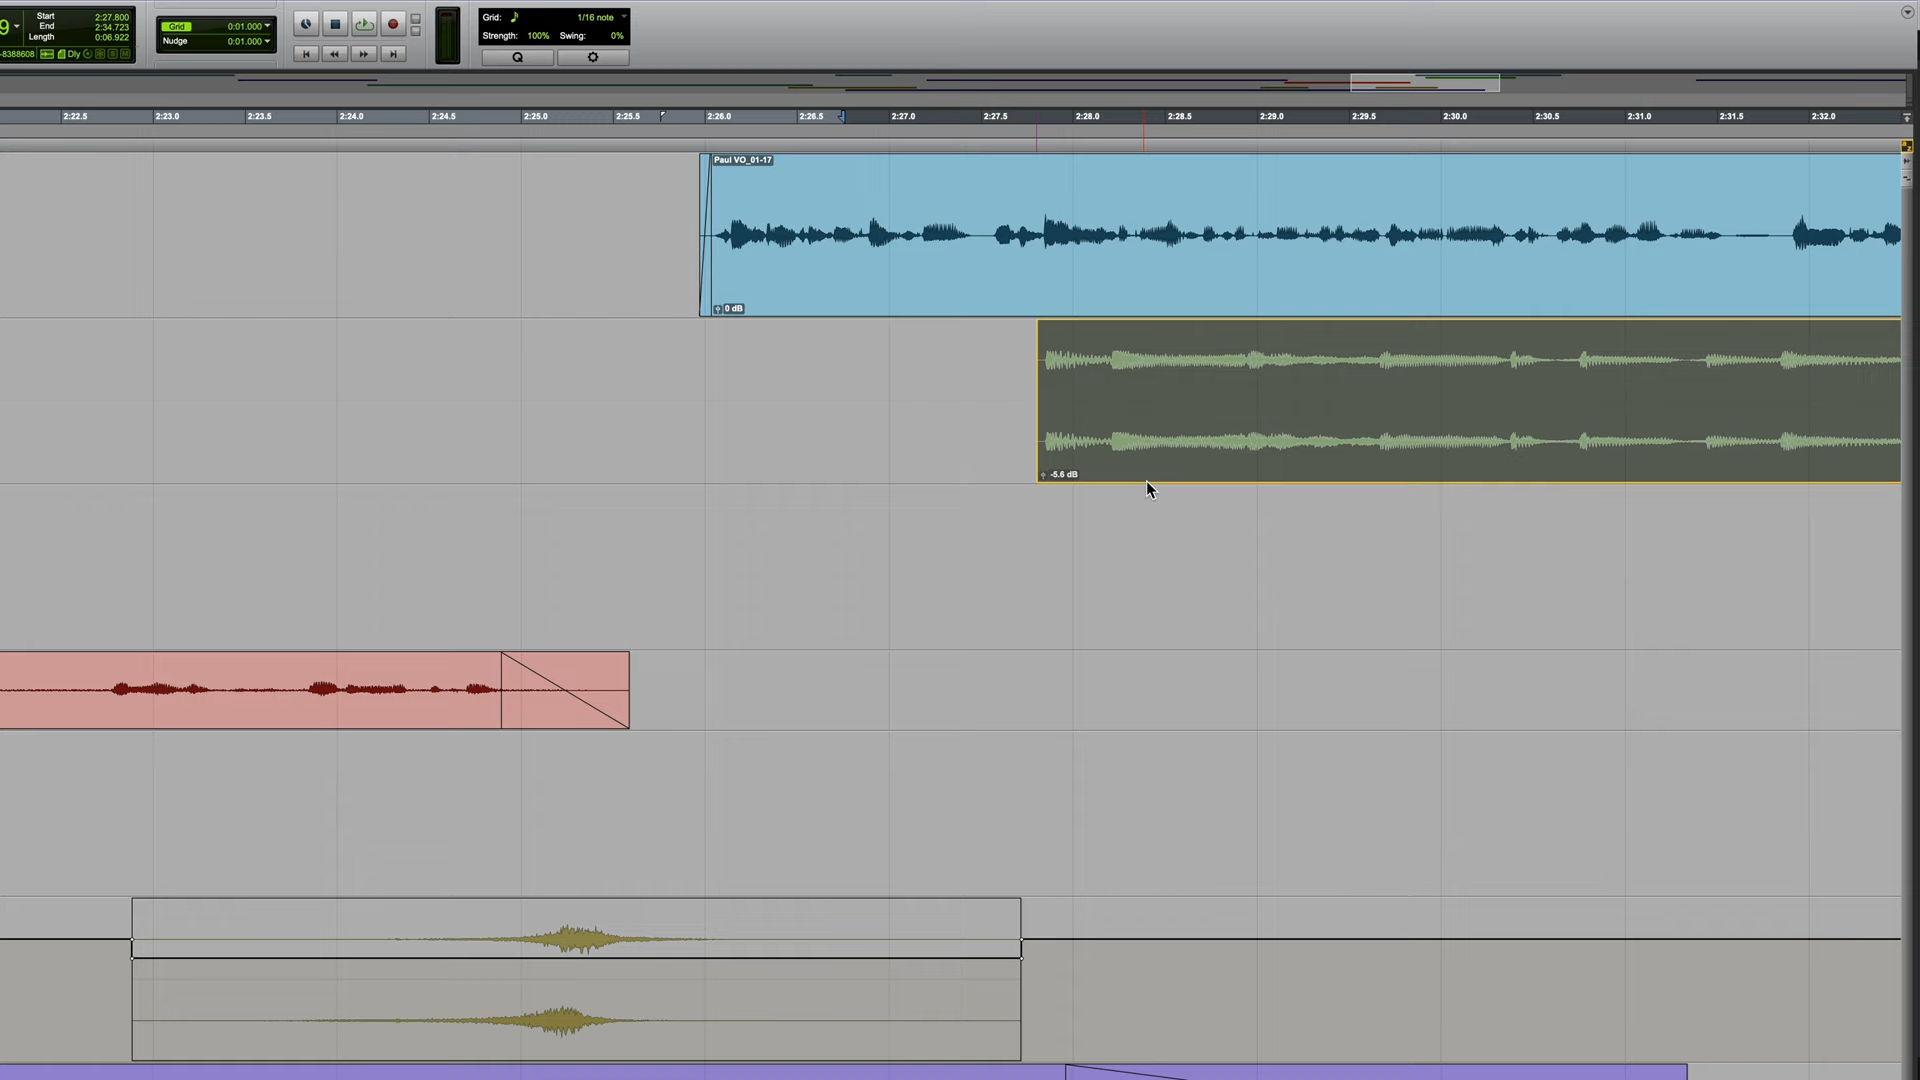 9
Start 2:27.800
End 2:34.723
Length 0:06.922
-8388608 Dly
Grid 0:01.000
Nudge 0:01.000
Grid: 1/16 note
Strength: 100% Swing: 0%
Q
2:22.5 2:23.0 2:23.5 2:24.0 2:24.5 2:25.0 2:25.5 2:26.0 2:26.5 2:27.0 2:27.5 2:28.0 2:28.5 2:29.0 2:29.5 2:30.0 2:30.5 2:31.0 2:31.5 2:32.0
Paul VO_01-17
0 dB
-5.6 dB